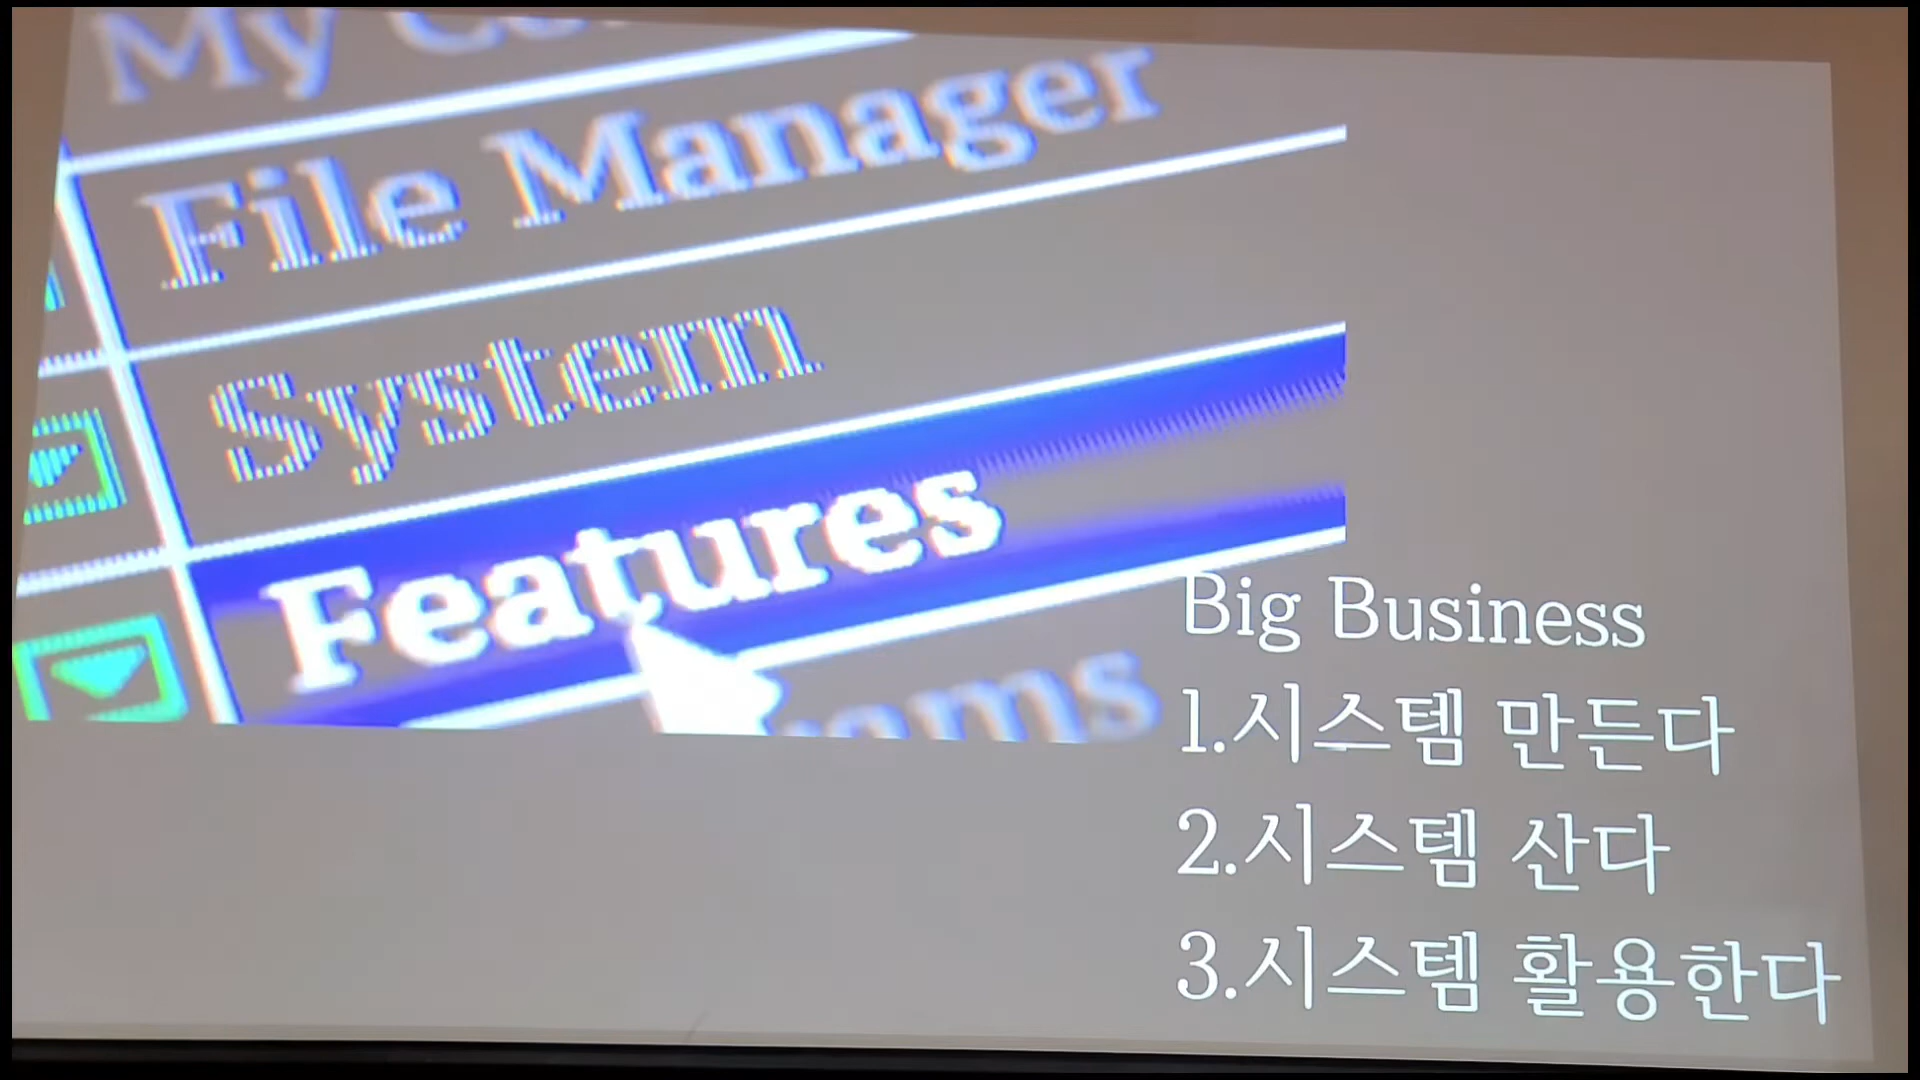 My
File Manager
System
Features
Big Business
1.시스템 만든다
2.시스템 산다
3.시스템 활용한다